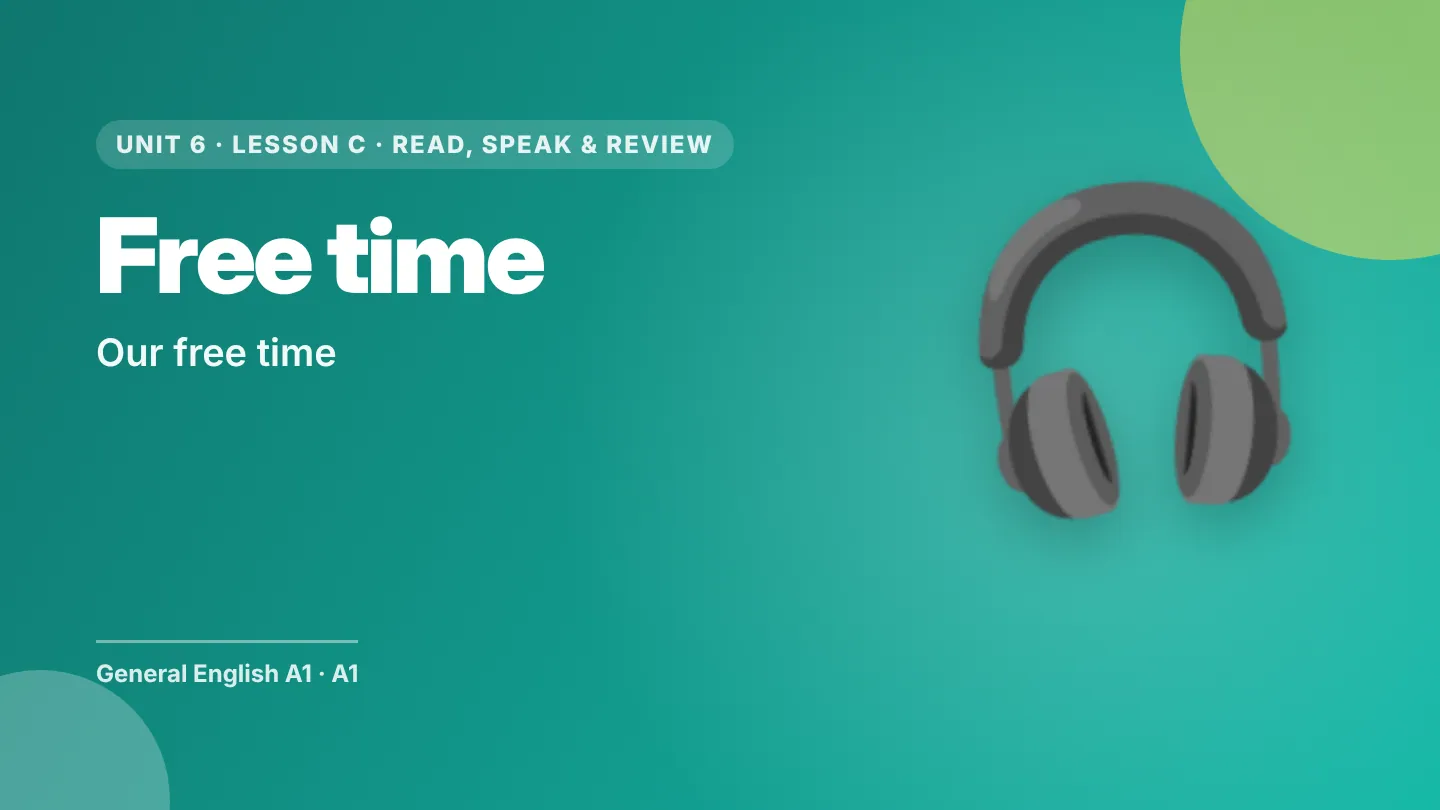 UNIT 6 · LESSON C · READ, SPEAK & REVIEW
Free time
Our free time
General English A1 · A1